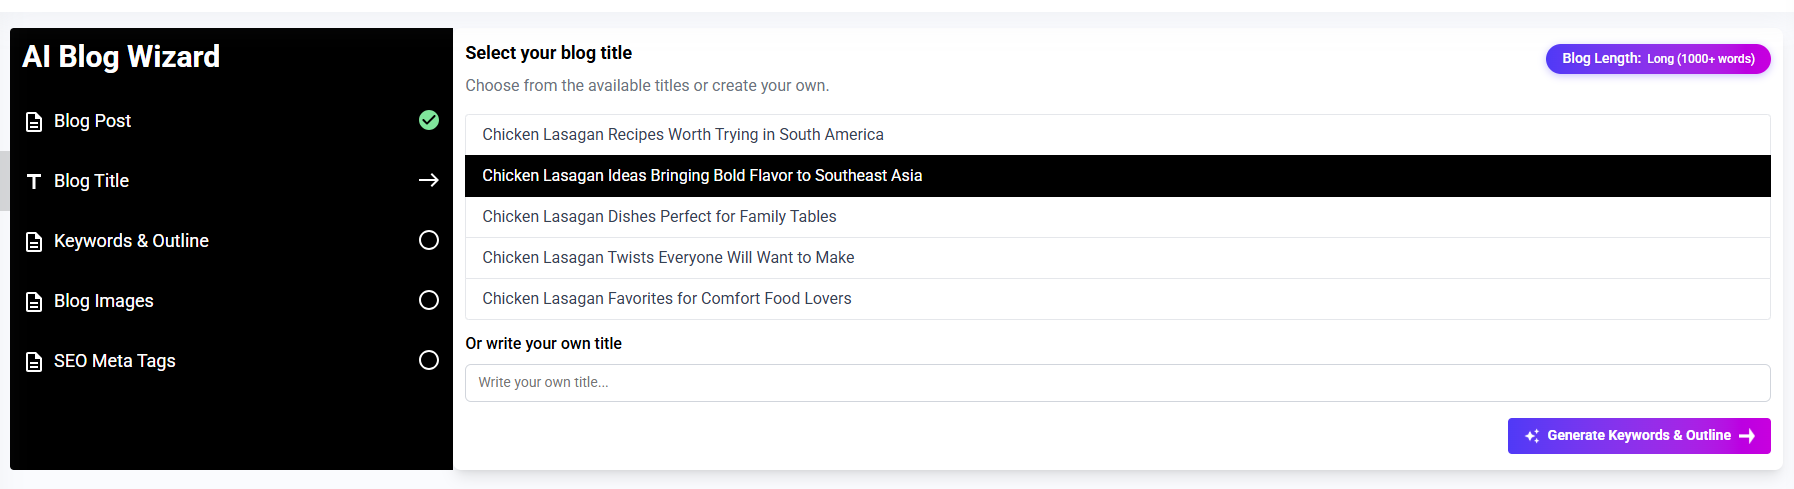 AI Blog Wizard
Blog Post
Blog Title
Keywords & Outline
Blog Images
SEO Meta Tags
Select your blog title
Blog Length: Long (1000+ words)
Choose from the available titles or create your own.
Chicken Lasagan Recipes Worth Trying in South America
Chicken Lasagan Ideas Bringing Bold Flavor to Southeast Asia
Chicken Lasagan Dishes Perfect for Family Tables
Chicken Lasagan Twists Everyone Will Want to Make
Chicken Lasagan Favorites for Comfort Food Lovers
Or write your own title
Write your own title...
Generate Keywords & Outline